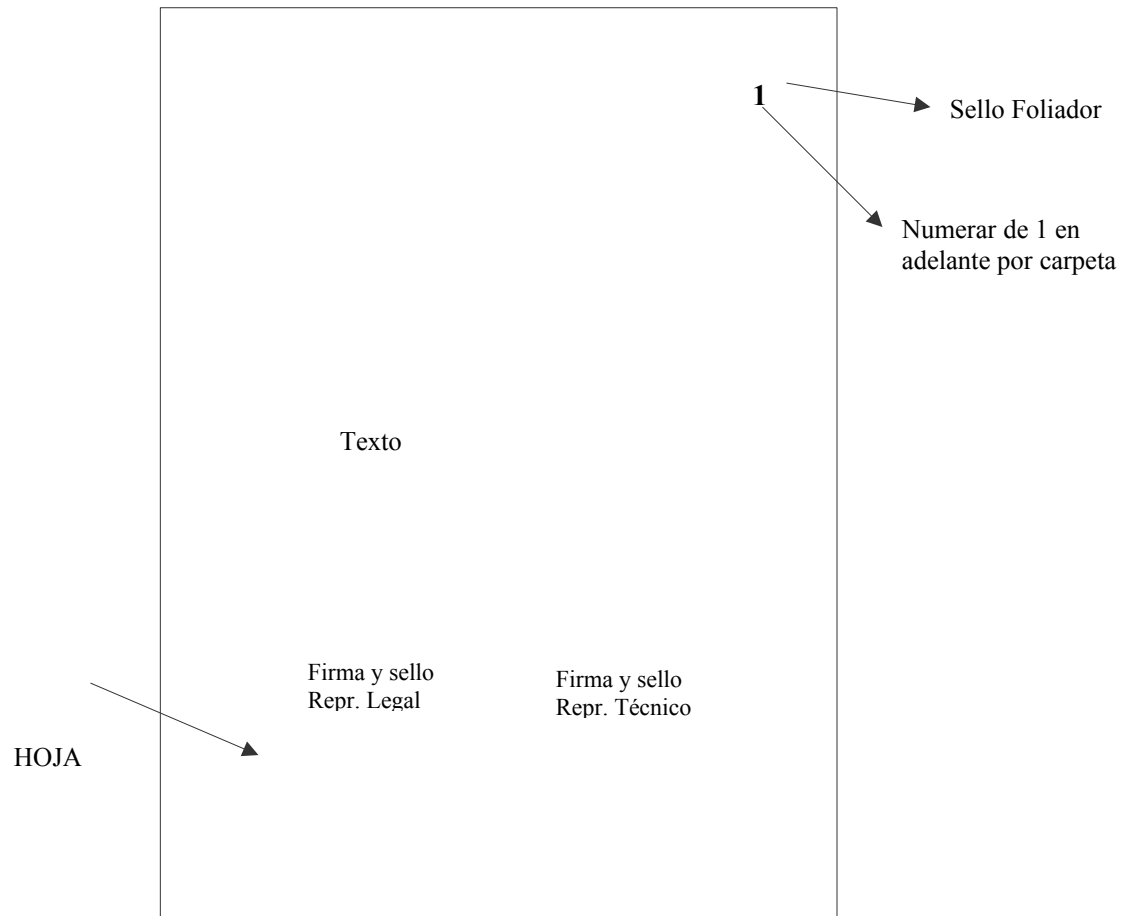 1
Sello Foliador
Numerar de 1 en
adelante por carpeta
Texto
Firma y sello
Repr. Legal
Firma y sello
Repr. Técnico
HOJA